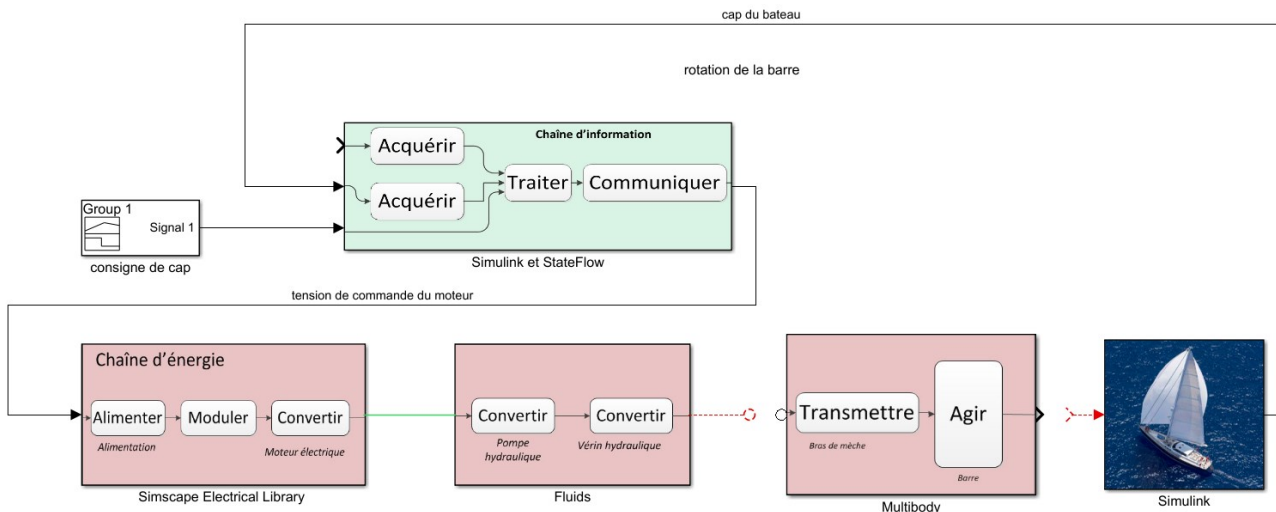 cap du bateau
rotation de la barre
Chaîne d'information
Acquérir
Acquérir
Traiter
Communiquer
Group 1
Signal 1
consigne de cap
Simulink et StateFlow
tension de commande du moteur
Chaîne d'énergie
Alimenter
Moduler
Convertir
Alimentation
Moteur électrique
Simscape Electrical Library
Convertir
Convertir
Pompe
hydraulique
Vérin hydraulique
Fluids
Transmettre
Agir
Bras de mèche
Barre
Multibody
Simulink